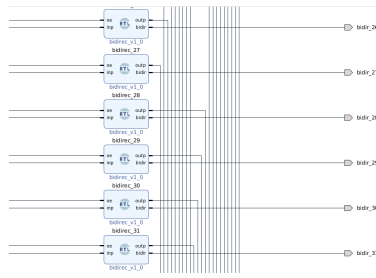 oe outp
inp RTL bidir
bidirec_v1_0
bidirec_27
oe outp
inp RTL bidir
bidirec_v1_0
bidirec_28
oe outp
inp RTL bidir
bidirec_v1_0
bidirec_29
oe outp
inp RTL bidir
bidirec_v1_0
bidirec_30
oe outp
inp RTL bidir
bidirec_v1_0
bidirec_31
oe outp
inp RTL bidir
bidirec_v1_0